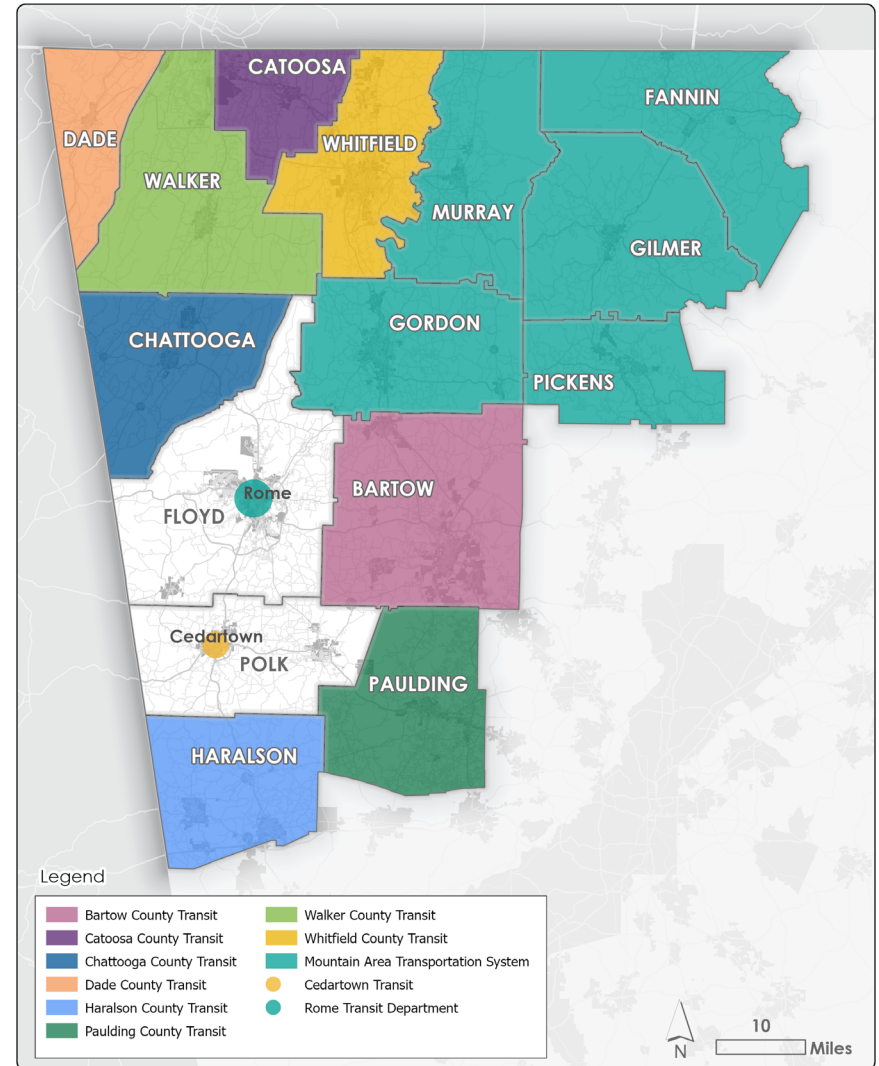 CATOOSA
FANNIN
DADE
WHITFIELD
WALKER
MURRAY
GILMER
GORDON
CHATTOOGA
PICKENS
BARTOW
Rome
FLOYD
Cedartown
POLK
PAULDING
HARALSON
Legend
Bartow County Transit
Catoosa County Transit
Chattooga County Transit
Dade County Transit
Haralson County Transit
Paulding County Transit
Walker County Transit
Whitfield County Transit
Mountain Area Transportation System
Cedartown Transit
Rome Transit Department
N
10
Miles